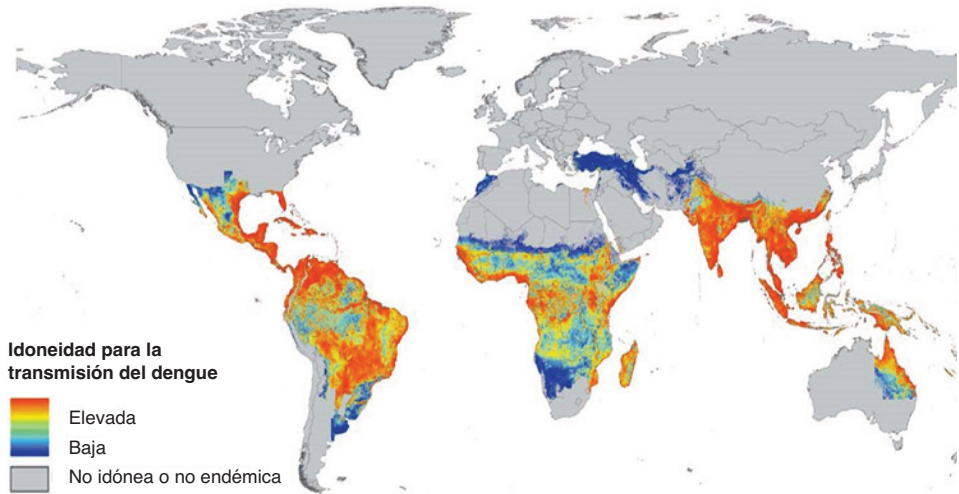 Idoneidad para la
transmisión del dengue
Elevada
Baja
No idónea o no endémica